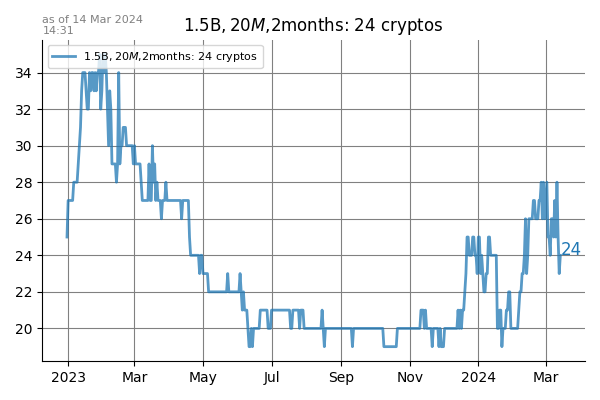 as of 14 Mar 2024
14:31
1.5B, 20M,2months: 24 cryptos
1.5B, 20M,2months: 24 cryptos
34
32
30
28
26
24
22
20
24
2023
Mar
May
Jul
Sep
Nov
2024
Mar